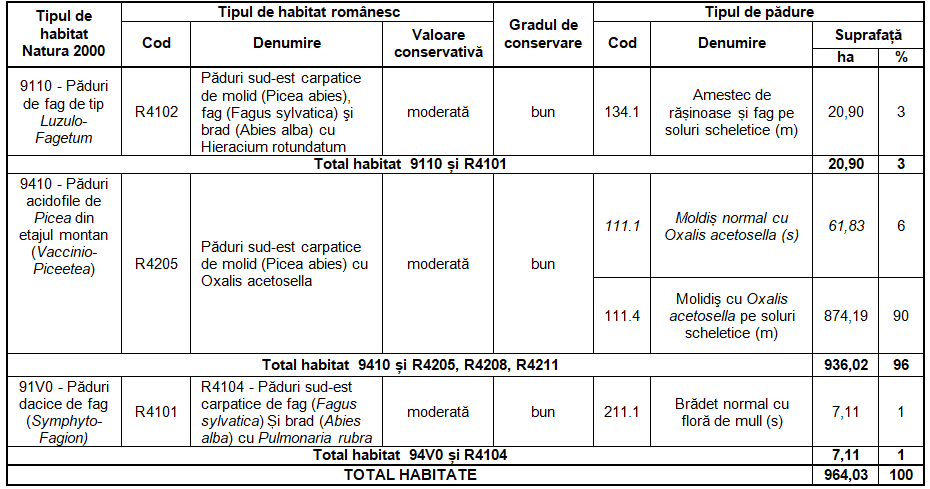 Tipul de
habitat
Natura 2000
Tipul de habitat românesc
Cod
Denumire
Valoare
conservativă
Gradul de
conservare
Tipul de pădure
Cod
Denumire
Suprafață
ha
%
9110 - Păduri
de fag de tip
Luzulo-
Fagetum
R4102
Păduri sud-est carpatice
de molid (Picea abies),
fag (Fagus sylvatica) şi
brad (Abies alba) cu
Hieracium rotundatum
moderată
bun
134.1
Amestec de
rășinoase și fag pe
soluri scheletice (m)
20,90
3
Total habitat 9110 și R4101
20,90
3
9410 - Păduri
acidofile de
Picea din
etajul montan
(Vaccinio-
Piceetea)
R4205
Păduri sud-est carpatice
de molid (Picea abies) cu
Oxalis acetosella
moderată
bun
111.1
Moldiș normal cu
Oxalis acetosella (s)
61,83
6
111.4
Molidiş cu Oxalis
acetosella pe soluri
scheletice (m)
874,19
90
Total habitat 9410 și R4205, R4208, R4211
936,02
96
91V0 - Păduri
dacice de fag
(Symphyto-
Fagion)
R4101
R4104 - Păduri sud-est
carpatice de fag (Fagus
sylvatica) Și brad (Abies
alba) cu Pulmonaria rubra
moderată
bun
211.1
Brădet normal cu
floră de mull (s)
7,11
1
Total habitat 94V0 și R4104
7,11
1
TOTAL HABITATE
964,03
100